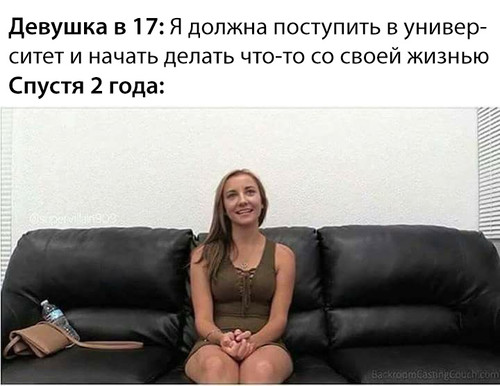 Девушка в 17: Я должна поступить в универ-
ситет и начать делать что-то со своей жизнью
Спустя 2 года:
BackroomCastingCouch.com